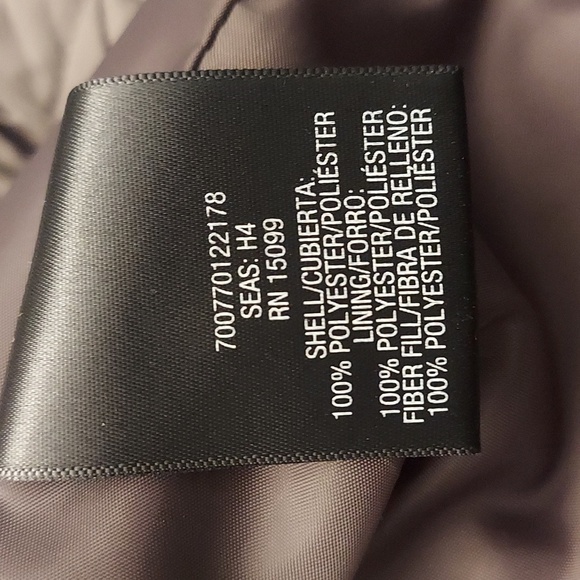 700770122178
SEAS: H4
RN 15099
SHELL/CUBIERTA:
100% POLYESTER/POLIÉSTER
LINING/FORRO:
100% POLYESTER/POLIÉSTER
FIBER FILL/FIBRA DE RELLENO:
100% POLYESTER/POLIÉSTER